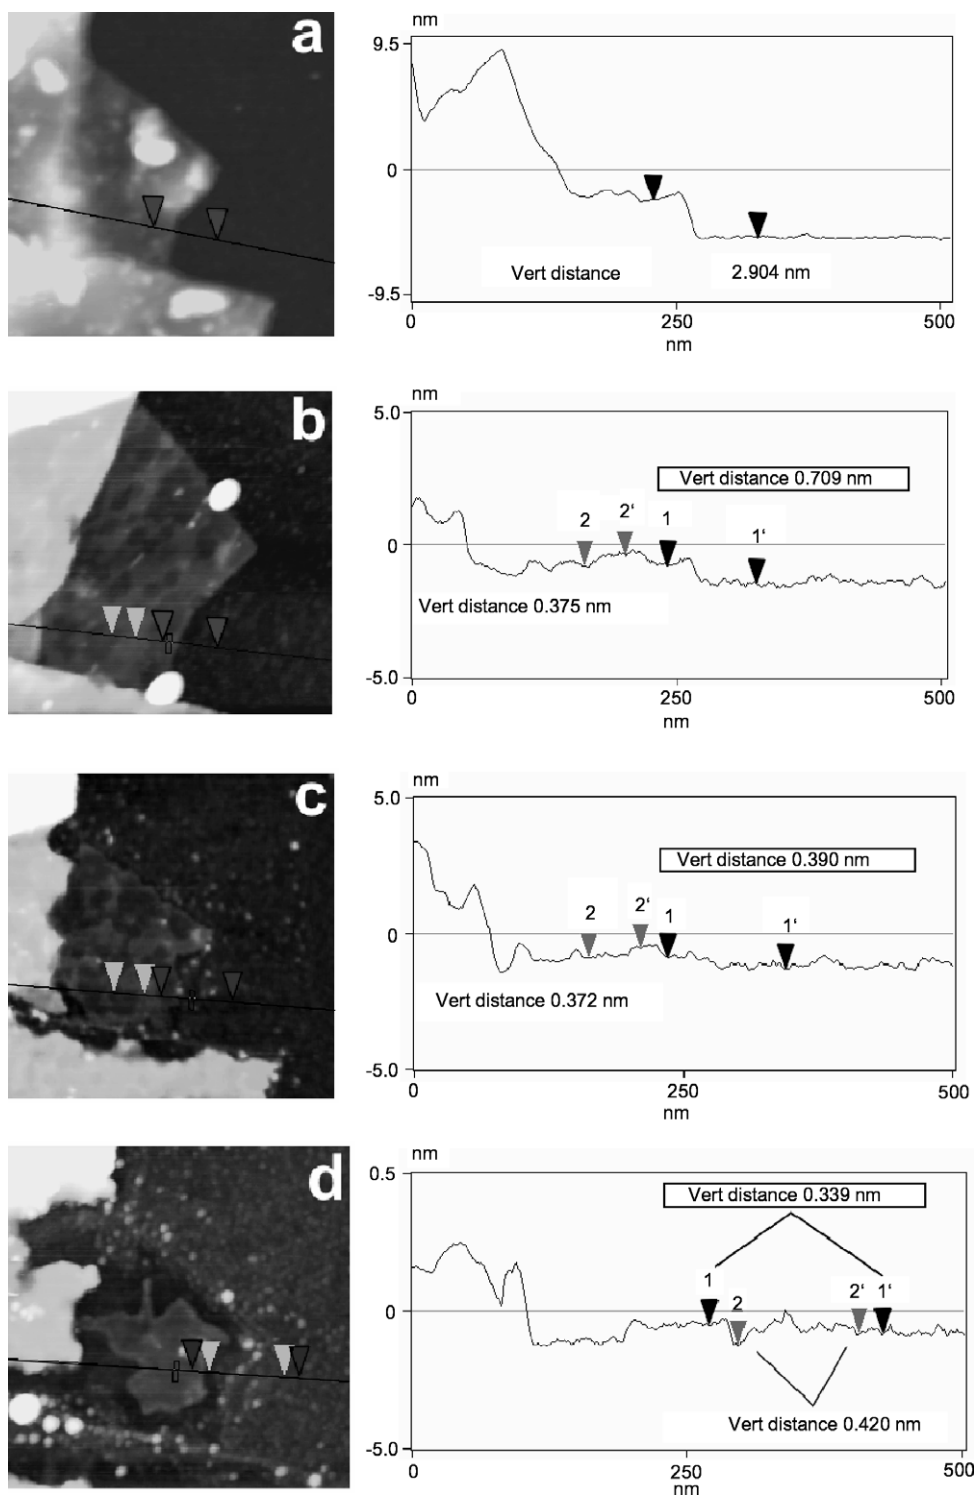 a
nm
9.5
0
-9.5
Vert distance 2.904 nm
0 250 500
nm
b
nm
5.0
0
-5.0
Vert distance 0.709 nm
2 2‘ 1 1‘
Vert distance 0.375 nm
0 250 500
nm
c
nm
5.0
0
-5.0
Vert distance 0.390 nm
2 2‘ 1 1‘
Vert distance 0.372 nm
0 250 500
nm
d
nm
0.5
0
-5.0
Vert distance 0.339 nm
1 2 2‘ 1‘
Vert distance 0.420 nm
0 250 500
nm